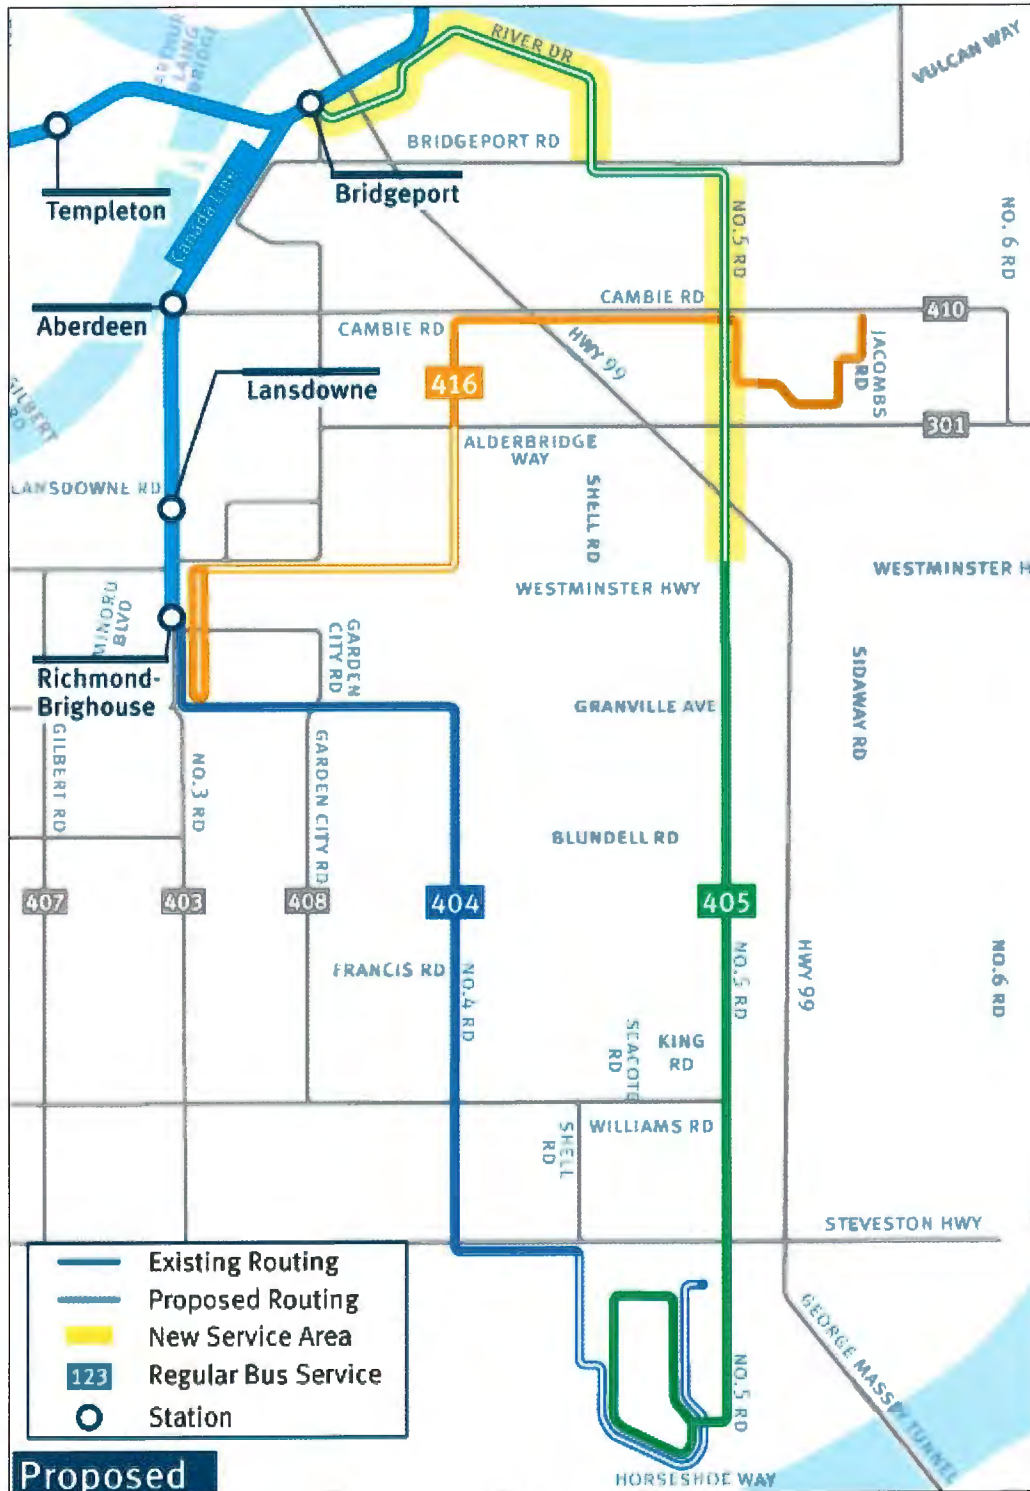 RIVER DR
VULCAN WAY
ARTHUR
LANG
BRIDGE
BRIDGEPORT RD
Templeton
Bridgeport
Canada Line
NO.5 RD
NO. 6 RD
Aberdeen
CAMBIE RD
CAMBIE RD
410
HWY 99
JACOMBS
RD
Lansdowne
416
GILBERT
RD
301
ALDERBRIDGE
WAY
LANSDOWNE RD
SHELL RD
WESTMINSTER HWY
WESTMINSTER H
MINORU
BLVD
GARDEN
CITY RD
Richmond-
Brighouse
GRANVILLE AVE
SIDAWAY RD
GILBERT RD
NO.3 RD
GARDEN CITY RD
BLUNDELL RD
407
403
408
404
405
FRANCIS RD
NO.4 RD
NO.5 RD
HWY 99
NO.6 RD
SEACOTE
RD
KING
RD
WILLIAMS RD
SHELL
RD
STEVESTON HWY
Existing Routing
Proposed Routing
New Service Area
123
Regular Bus Service
Station
GEORGE MASSEY TUNNEL
NO.5 RD
HORSESHOE WAY
Proposed